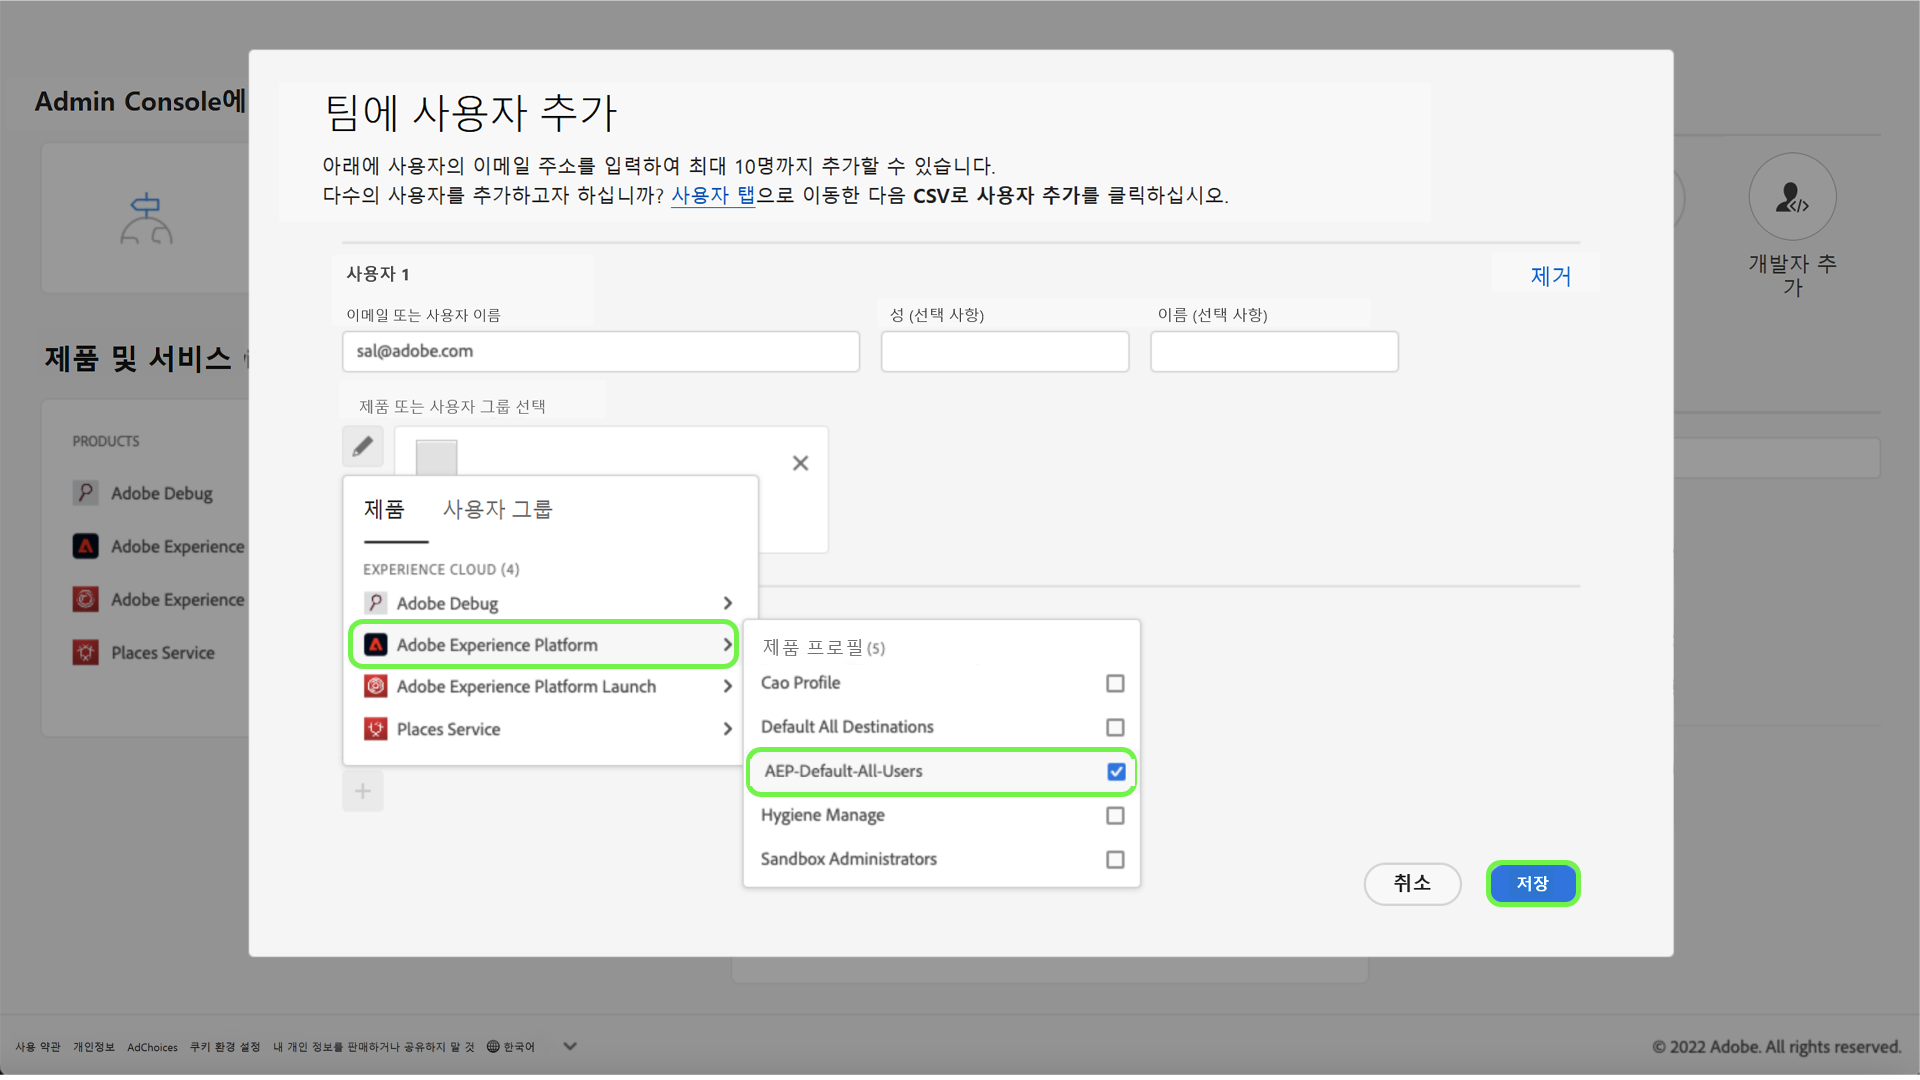 Admin Console에
팀에 사용자 추가
아래에 사용자의 이메일 주소를 입력하여 최대 10명까지 추가할 수 있습니다.
다수의 사용자를 추가하고자 하십니까? 사용자 탭으로 이동한 다음 CSV로 사용자 추가를 클릭하십시오.
개발자 추
가
사용자 1
제거
이메일 또는 사용자 이름
성 (선택 사항)
이름 (선택 사항)
sal@adobe.com
제품 및 서비스
제품 또는 사용자 그룹 선택
PRODUCTS
Adobe Debug
Adobe Experience
Adobe Experience
Places Service
제품
사용자 그룹
EXPERIENCE CLOUD (4)
Adobe Debug
Adobe Experience Platform
Adobe Experience Platform Launch
Places Service
제품 프로필 (5)
Cao Profile
Default All Destinations
AEP-Default-All-Users
Hygiene Manage
Sandbox Administrators
취소
저장
사용 약관 개인정보 AdChoices 쿠키 환경 설정 내 개인 정보를 판매하거나 공유하지 말 것 한국어
© 2022 Adobe. All rights reserved.